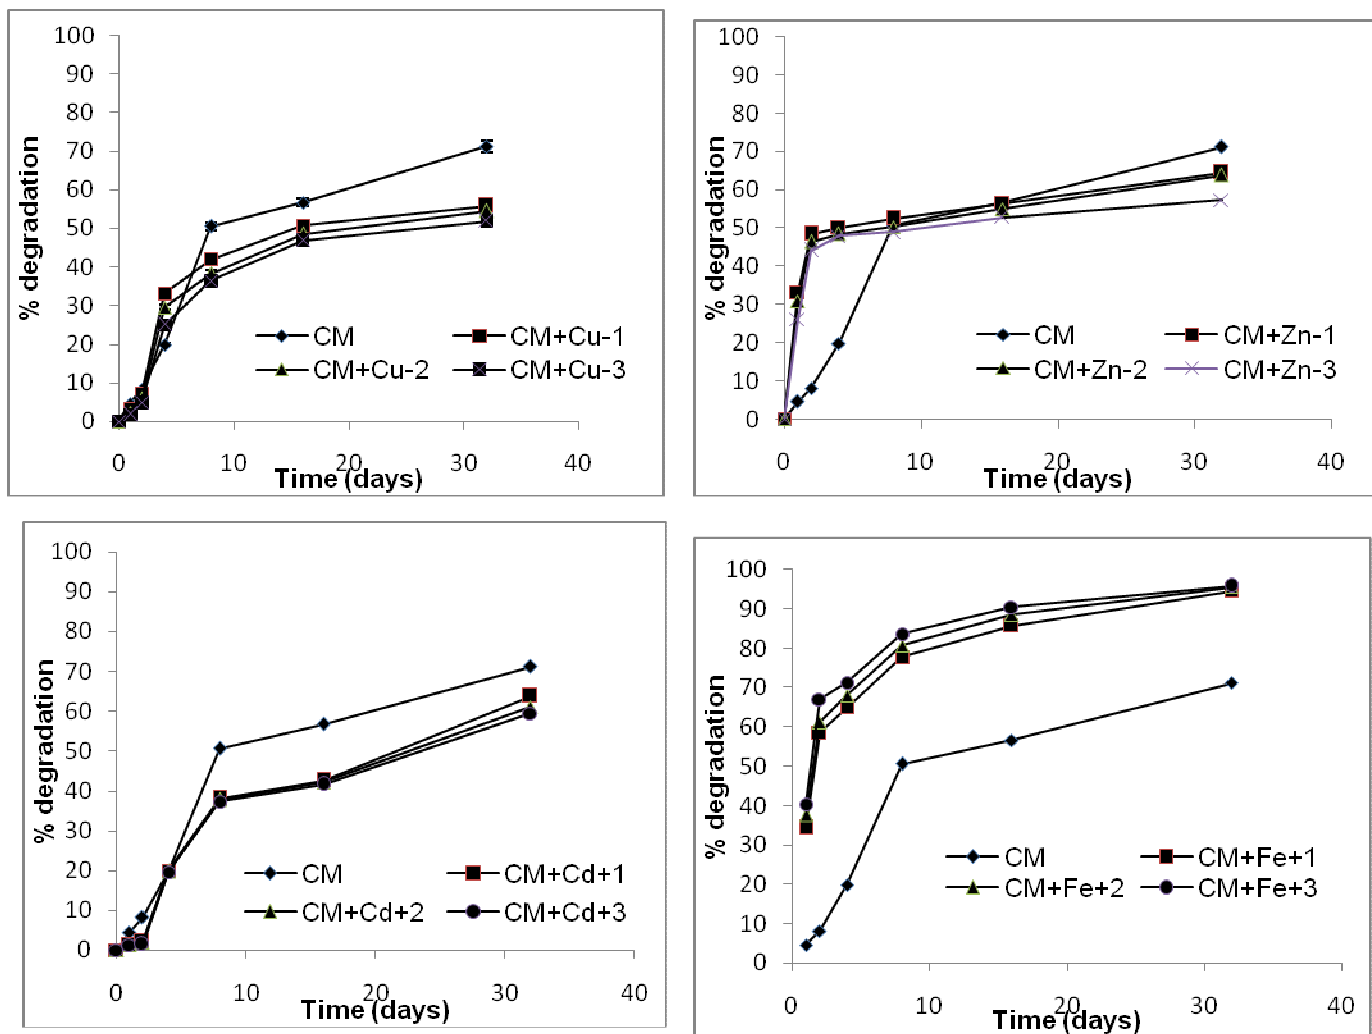 100
90
80
70
60
50
40
30
20
10
0
% degradation
CM CM+Cu-1
CM+Cu-2 CM+Cu-3
0 10 20 30 40
Time (days)
100
90
80
70
60
50
40
30
20
10
0
% degradation
CM CM+Zn-1
CM+Zn-2 CM+Zn-3
0 10 20 30 40
Time (days)
100
90
80
70
60
50
40
30
20
10
0
% degradation
CM CM+Cd+1
CM+Cd+2 CM+Cd+3
0 10 20 30 40
Time (days)
100
90
80
70
60
50
40
30
20
10
0
% degradation
CM CM+Fe+1
CM+Fe+2 CM+Fe+3
0 10 20 30 40
Time (days)